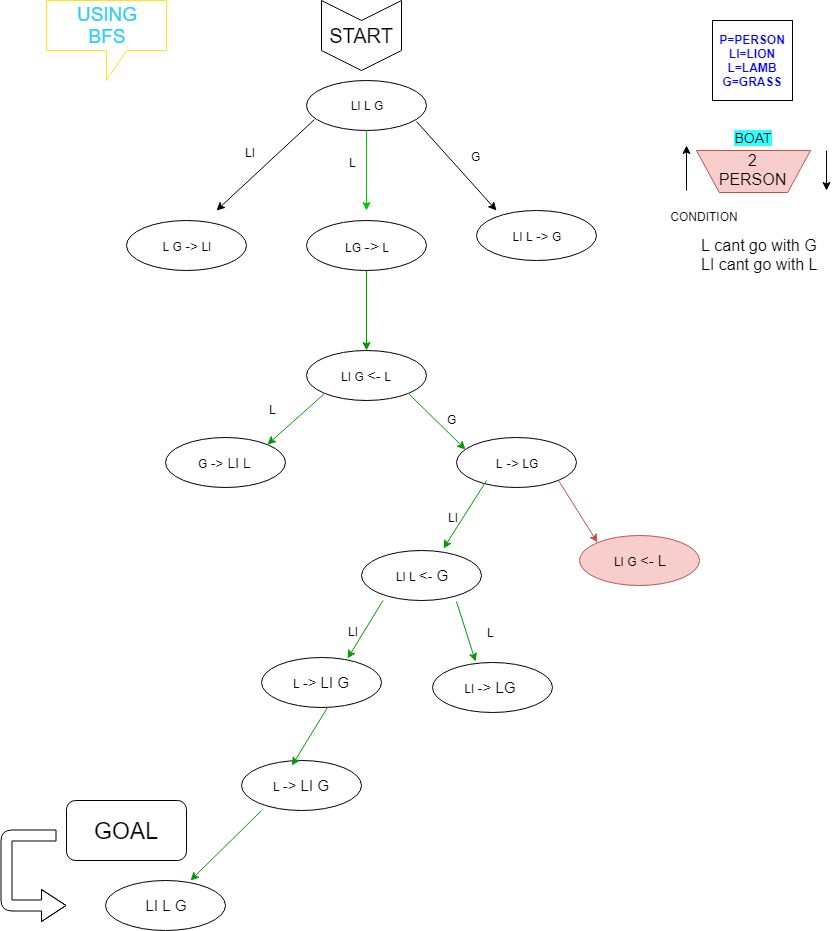 USING
BFS
START
P=PERSON
LI=LION
L=LAMB
G=GRASS
LI L G
BOAT
2
PERSON
LI
L
G
CONDITION
L G -> LI
LG -> L
LI L -> G
L cant go with G
LI cant go with L
LI G <- L
L
G
G -> LI L
L -> LG
LI
LI G <- L
LI L <- G
LI
L
L -> LI G
LI -> LG
L -> LI G
GOAL
LI L G